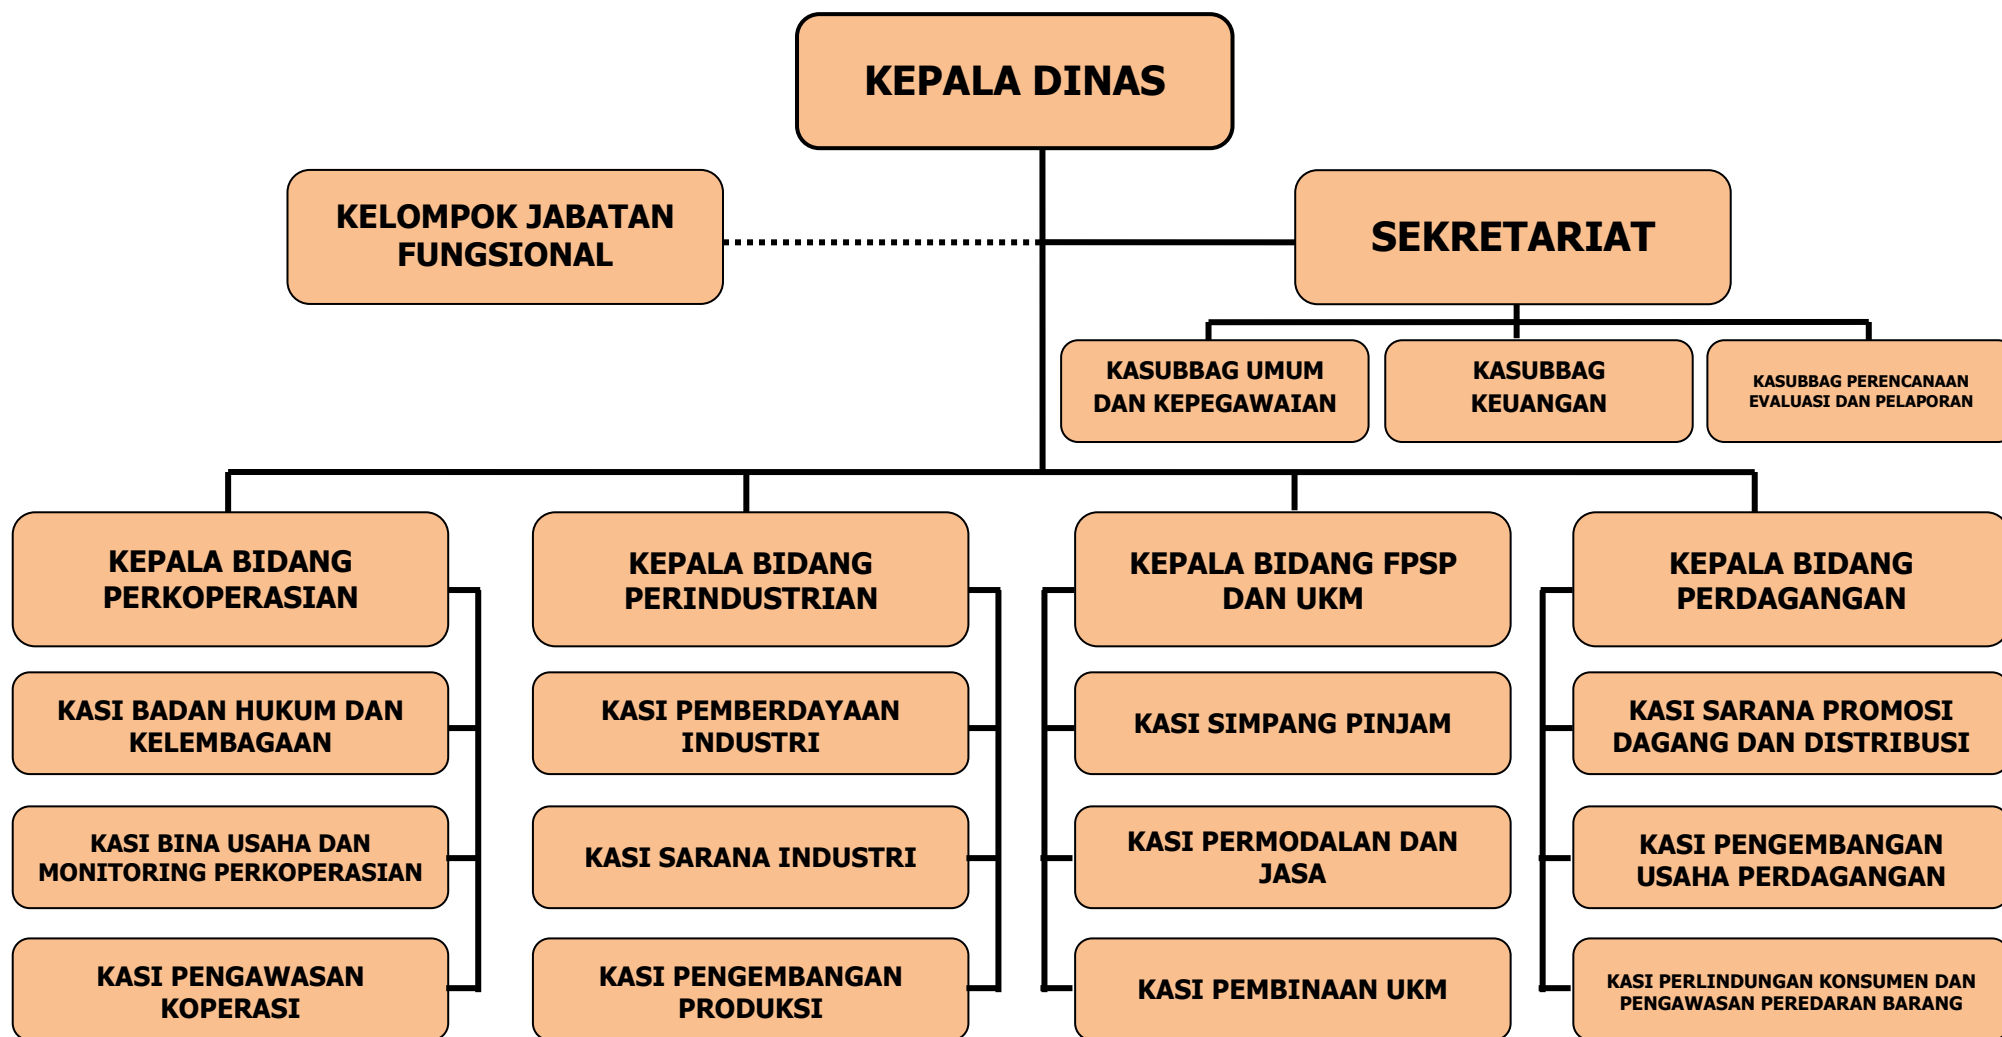 KEPALA DINAS
KELOMPOK JABATAN
FUNGSIONAL
SEKRETARIAT
KASUBBAG UMUM
DAN KEPEGAWAIAN
KASUBBAG
KEUANGAN
KASUBBAG PERENCANAAN
EVALUASI DAN PELAPORAN
KEPALA BIDANG
PERKOPERASIAN
KEPALA BIDANG
PERINDUSTRIAN
KEPALA BIDANG FPSP
DAN UKM
KEPALA BIDANG
PERDAGANGAN
KASI BADAN HUKUM DAN
KELEMBAGAAN
KASI PEMBERDAYAAN
INDUSTRI
KASI SIMPANG PINJAM
KASI SARANA PROMOSI
DAGANG DAN DISTRIBUSI
KASI BINA USAHA DAN
MONITORING PERKOPERASIAN
KASI SARANA INDUSTRI
KASI PERMODALAN DAN
JASA
KASI PENGEMBANGAN
USAHA PERDAGANGAN
KASI PENGAWASAN
KOPERASI
KASI PENGEMBANGAN
PRODUKSI
KASI PEMBINAAN UKM
KASI PERLINDUNGAN KONSUMEN DAN
PENGAWASAN PEREDARAN BARANG